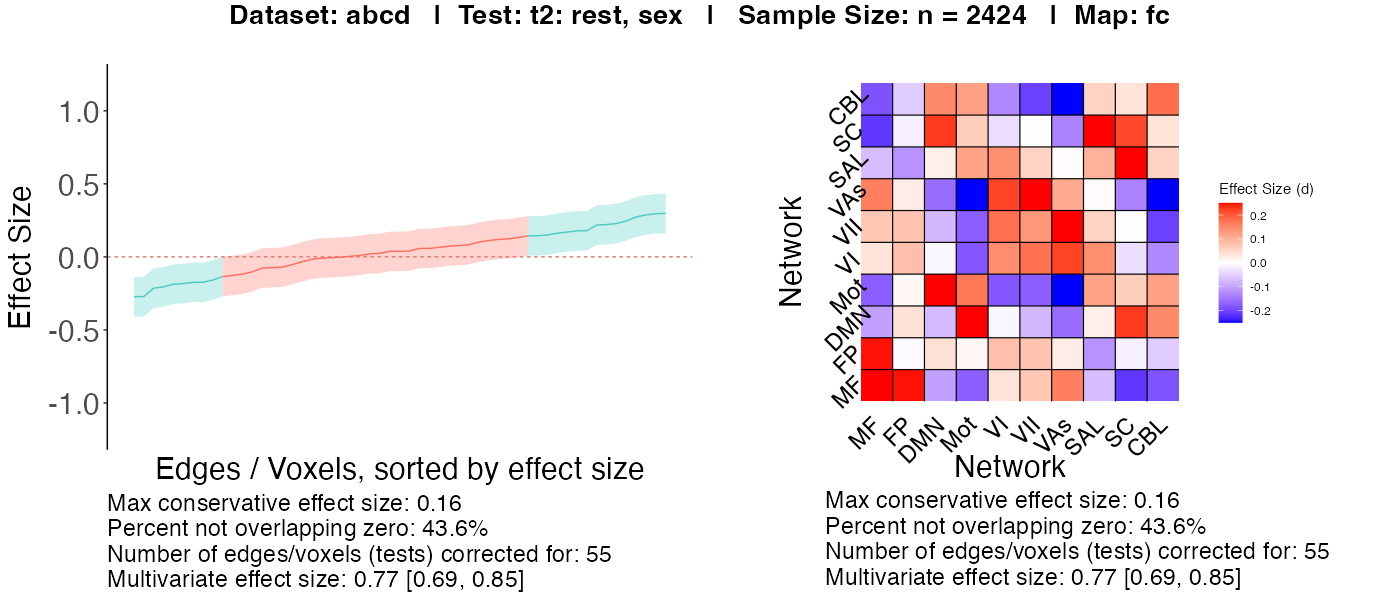 Dataset: abcd | Test: t2: rest, sex | Sample Size: n = 2424 | Map: fc
Effect Size
1.0
0.5
0.0
-0.5
-1.0
Edges / Voxels, sorted by effect size
Max conservative effect size: 0.16
Percent not overlapping zero: 43.6%
Number of edges/voxels (tests) corrected for: 55
Multivariate effect size: 0.77 [0.69, 0.85]
Network
CBL
SC
SAL
VAs
VII
VI
Mot
DMN
FP
MF
MF
FP
DMN
Mot
VI
VII
VAs
SAL
SC
CBL
Network
Effect Size (d)
0.2
0.1
0.0
-0.1
-0.2
Max conservative effect size: 0.16
Percent not overlapping zero: 43.6%
Number of edges/voxels (tests) corrected for: 55
Multivariate effect size: 0.77 [0.69, 0.85]